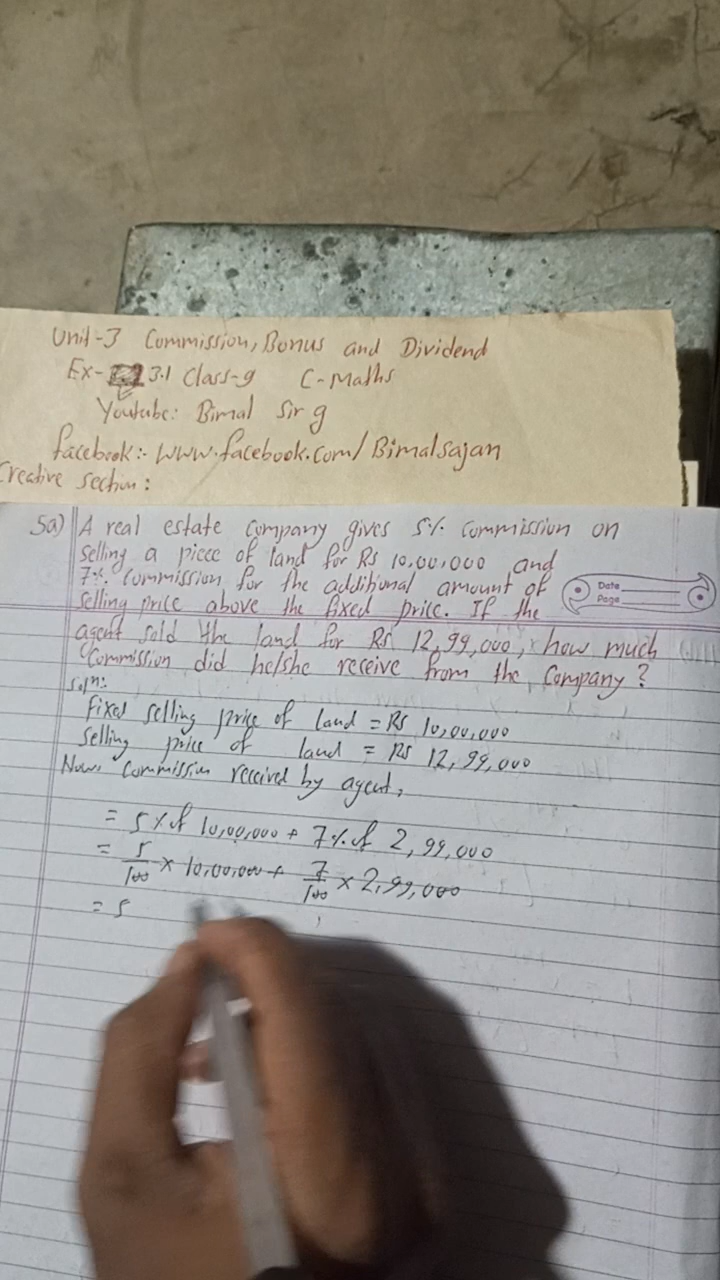 Unit-3 Commission, Bonus and Dividend
Ex- 3.1 Class-9 C-Maths
Youtube: Bimal Sir g
facebook:- www.facebook.com/Bimalsajan
Creative section:
5a) A real estate company gives 5% commission on
selling a piece of land for Rs 10,00,000 and
7% commission for the additional amount of
selling price above the fixed price. If the
agent sold the land for Rs 12,99,000, how much
commission did he/she receive from the company?
Date
Page
Solⁿ:
Fixed selling price of land = Rs 10,00,000
Selling price of land = Rs 12,99,000
Now, Commission received by agent,
= 5% of 10,00,000 + 7% of 2,99,000
= 5/100 × 10,00,000 + 7/100 × 2,99,000
= 5